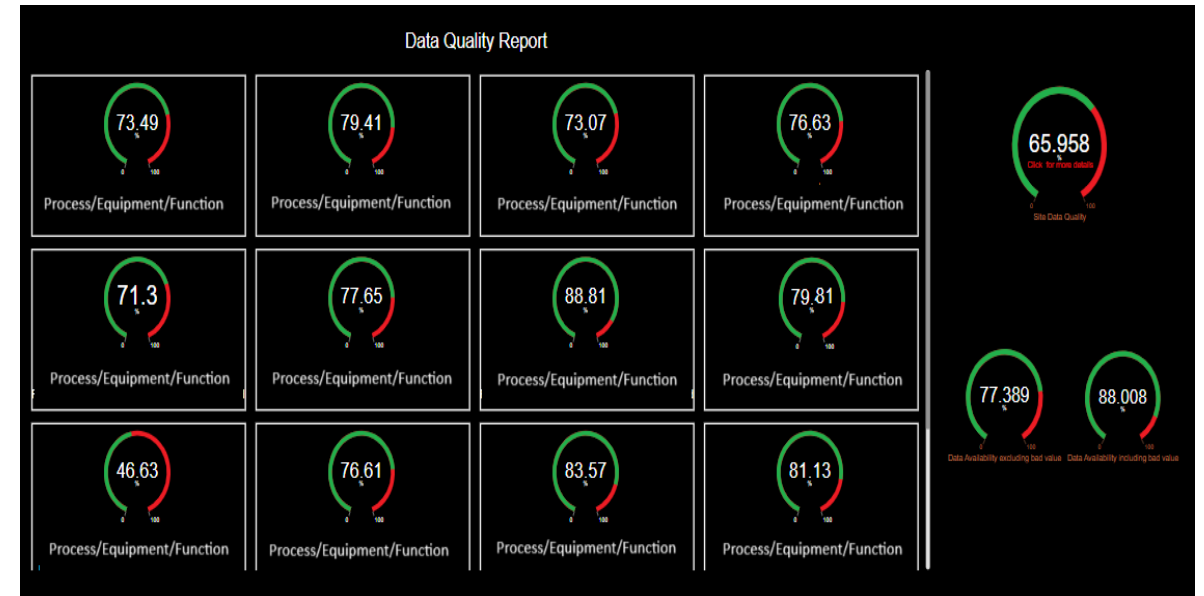 Data Quality Report
73.49
%
0 100
Process/Equipment/Function
79.41
%
0 100
Process/Equipment/Function
73.07
%
0 100
Process/Equipment/Function
76.63
%
0 100
Process/Equipment/Function
71.3
%
0 100
Process/Equipment/Function
77.65
%
0 100
Process/Equipment/Function
88.81
%
0 100
Process/Equipment/Function
79.81
%
0 100
Process/Equipment/Function
46.63
%
0 100
Process/Equipment/Function
76.61
%
0 100
Process/Equipment/Function
83.57
%
0 100
Process/Equipment/Function
81.13
%
0 100
Process/Equipment/Function
65.958
%
Click for more details
0 100
Site Data Quality
77.389
%
0 100
Data Availability excluding bad value
88.008
%
0 100
Data Availability including bad value